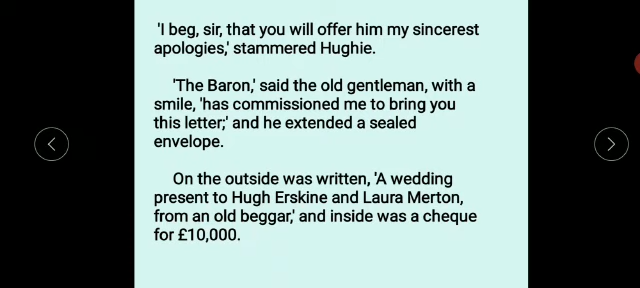 'I beg, sir, that you will offer him my sincerest
apologies,' stammered Hughie.
'The Baron,' said the old gentleman, with a
smile, 'has commissioned me to bring you
this letter;' and he extended a sealed
envelope.
On the outside was written, 'A wedding
present to Hugh Erskine and Laura Merton,
from an old beggar,' and inside was a cheque
for £10,000.